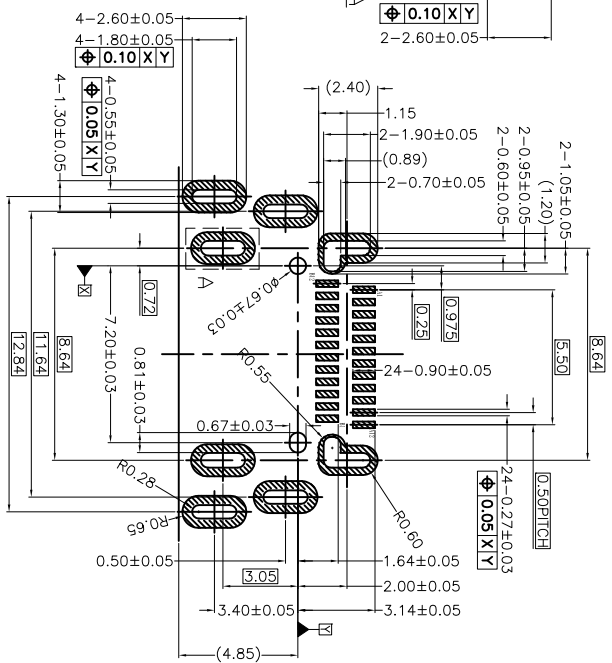 ⌖ 0.10 X Y
2-2.60±0.05
4-2.60±0.05
4-1.80±0.05
⌖ 0.10 X Y
4-0.55±0.05
⌖ 0.05 X Y
4-1.30±0.05
(2.40)
1.15
2-1.90±0.05
(0.89)
2-0.70±0.05
2-0.60±0.05
2-0.95±0.05
(1.20)
2-1.05±0.05
A
X
0.72
ø0.67±0.03
7.20±0.03
8.64
11.64
12.84
0.81±0.03
0.67±0.03
R0.55
24-0.90±0.05
0.25
0.975
5.50
8.64
R0.28
R0.65
R0.60
24-0.27±0.03
⌖ 0.05 X Y
0.50PITCH
0.50±0.05
3.05
3.40±0.05
(4.85)
1.64±0.05
2.00±0.05
3.14±0.05
Y